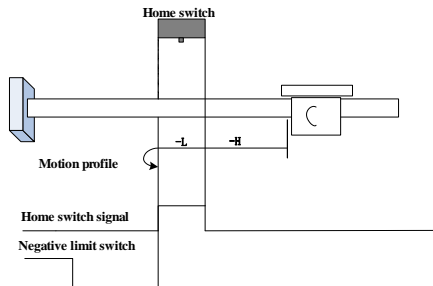 Home switch
-L
-H
Motion profile
Home switch signal
Negative limit switch